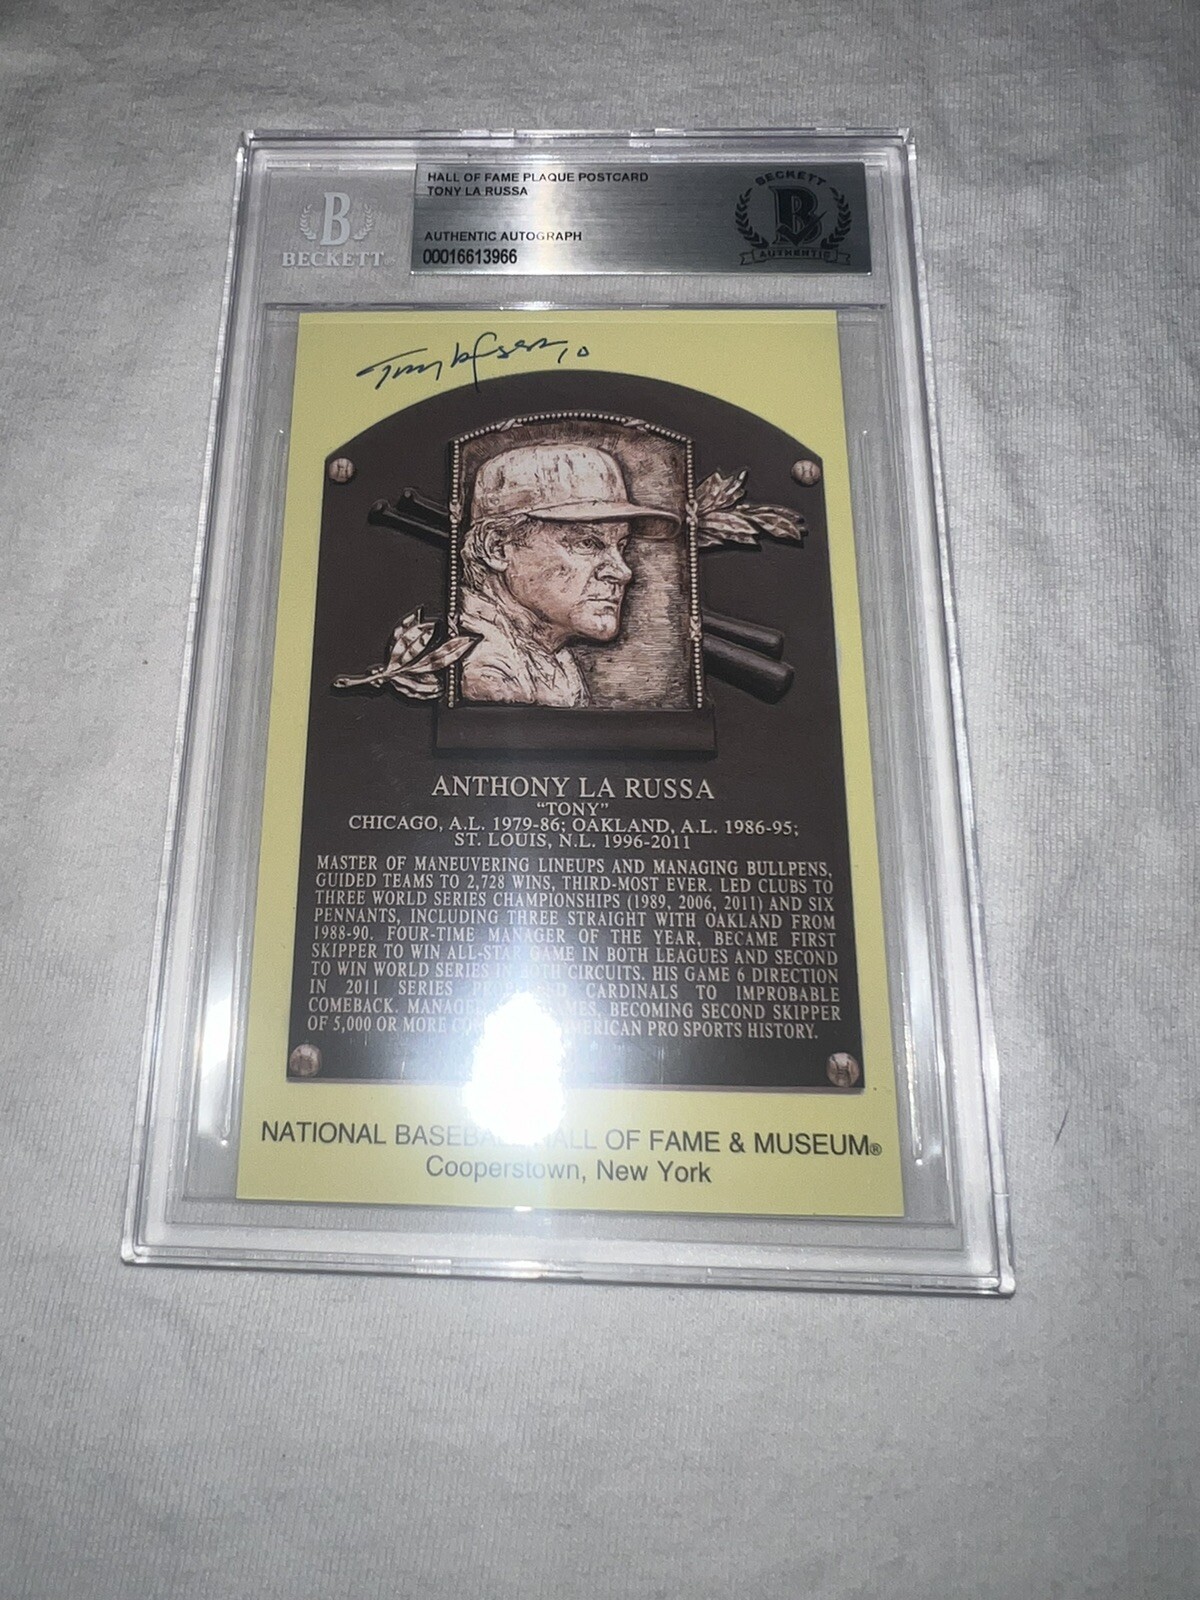 HALL OF FAME PLAQUE POSTCARD
TONY LA RUSSA
AUTHENTIC AUTOGRAPH
00016613966
B
BECKETT
BECKETT
B
AUTHENTIC
Tony La Russa 10
ANTHONY LA RUSSA
“TONY”
CHICAGO, A.L. 1979-86; OAKLAND, A.L. 1986-95;
ST. LOUIS, N.L. 1996-2011
MASTER OF MANEUVERING LINEUPS AND MANAGING BULLPENS,
GUIDED TEAMS TO 2,728 WINS, THIRD-MOST EVER. LED CLUBS TO
THREE WORLD SERIES CHAMPIONSHIPS (1989, 2006, 2011) AND SIX
PENNANTS, INCLUDING THREE STRAIGHT WITH OAKLAND FROM
1988-90. FOUR-TIME MANAGER OF THE YEAR, BECAME FIRST
SKIPPER TO WIN ALL-STAR GAME IN BOTH LEAGUES AND SECOND
TO WIN WORLD SERIES IN BOTH CIRCUITS. HIS GAME 6 DIRECTION
IN 2011 SERIES PROPELLED CARDINALS TO IMPROBABLE
COMEBACK. BECOMING SECOND SKIPPER
OF 5,000 OR MORE AMERICAN PRO SPORTS HISTORY.
NATIONAL BASEBALL HALL OF FAME & MUSEUM®
Cooperstown, New York